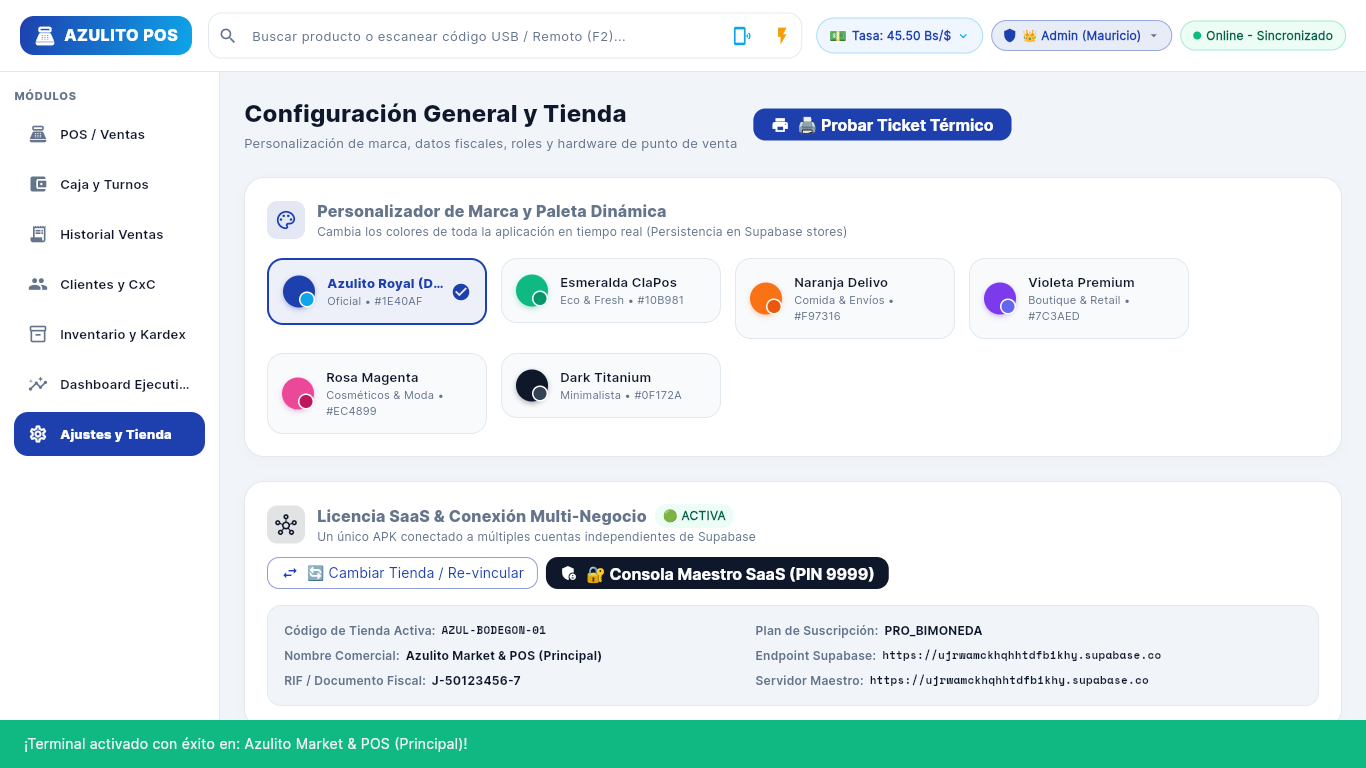 AZULITO POS
Buscar producto o escanear código USB / Remoto (F2)...
Tasa: 45.50 Bs/$
Admin (Mauricio)
Online - Sincronizado
MÓDULOS
POS / Ventas
Caja y Turnos
Historial Ventas
Clientes y CxC
Inventario y Kardex
Dashboard Ejecuti...
Ajustes y Tienda
Configuración General y Tienda
Personalización de marca, datos fiscales, roles y hardware de punto de venta
Probar Ticket Térmico
Personalizador de Marca y Paleta Dinámica
Cambia los colores de toda la aplicación en tiempo real (Persistencia en Supabase stores)
Azulito Royal (D...
Oficial • #1E40AF
Esmeralda ClaPos
Eco & Fresh • #10B981
Naranja Delivo
Comida & Envíos •
#F97316
Violeta Premium
Boutique & Retail •
#7C3AED
Rosa Magenta
Cosméticos & Moda •
#EC4899
Dark Titanium
Minimalista • #0F172A
Licencia SaaS & Conexión Multi-Negocio
ACTIVA
Un único APK conectado a múltiples cuentas independientes de Supabase
Cambiar Tienda / Re-vincular
Consola Maestro SaaS (PIN 9999)
Código de Tienda Activa: AZUL-BODEGON-01
Nombre Comercial: Azulito Market & POS (Principal)
RIF / Documento Fiscal: J-50123456-7
Plan de Suscripción: PRO_BIMONEDA
Endpoint Supabase: https://ujrwamckhqhhtdfbikhy.supabase.co
Servidor Maestro: https://ujrwamckhqhhtdfbikhy.supabase.co
¡Terminal activado con éxito en: Azulito Market & POS (Principal)!